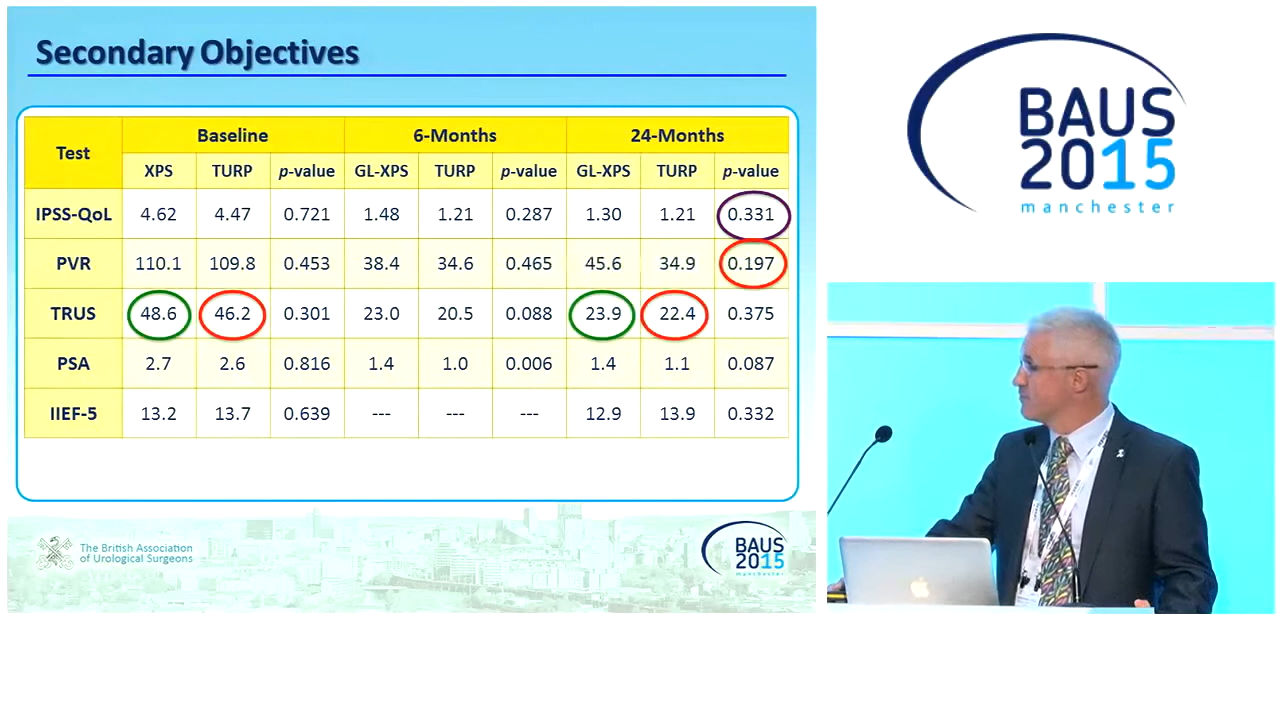 Secondary Objectives
Test Baseline 6-Months 24-Months
XPS TURP p-value GL-XPS TURP p-value GL-XPS TURP p-value
IPSS-QoL 4.62 4.47 0.721 1.48 1.21 0.287 1.30 1.21 0.331
PVR 110.1 109.8 0.453 38.4 34.6 0.465 45.6 34.9 0.197
TRUS 48.6 46.2 0.301 23.0 20.5 0.088 23.9 22.4 0.375
PSA 2.7 2.6 0.816 1.4 1.0 0.006 1.4 1.1 0.087
IIEF-5 13.2 13.7 0.639 --- --- --- 12.9 13.9 0.332
The British Association
of Urological Surgeons
BAUS
2015
manchester
BAUS
2015
manchester